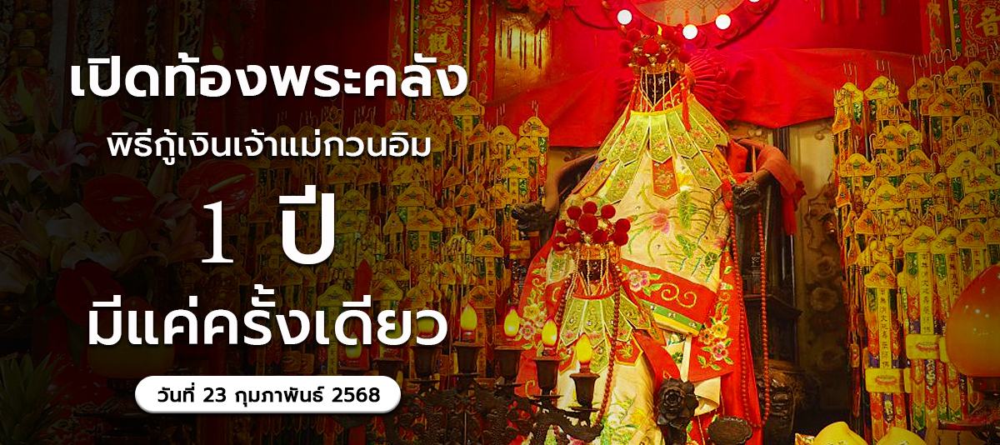 เปิดท้องพระคลัง
พิธีกู้เงินเจ้าแม่กวนอิม
1 ปี
มีแค่ครั้งเดียว
วันที่ 23 กุมภาพันธ์ 2568
觀
音